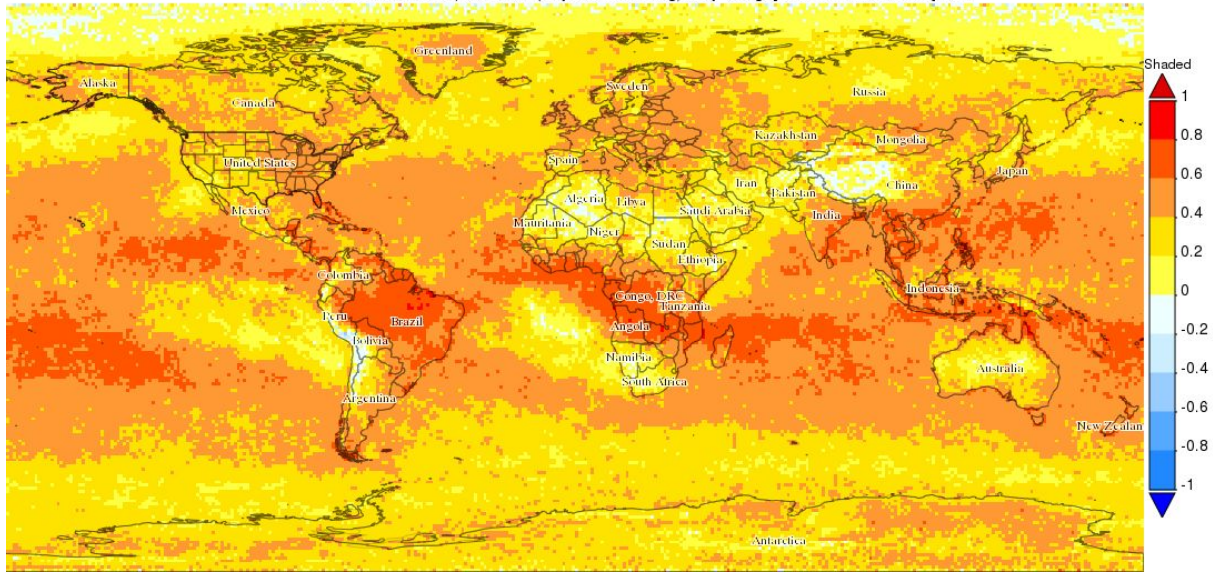 Greenland
Alaska
Sweden
Russia
Canada
Kazakhstan
Mongolia
Spain
United States
Japan
Iran
China
Pakistan
Algeria
Libya
Mexico
Saudi Arabia
India
Mauritania
Niger
Sudan
Ethiopia
Colombia
Indonesia
Congo, DRC
Tanzania
Peru
Brazil
Angola
Bolivia
Namibia
Australia
South Africa
Argentina
New Zealan
Antarctica
Shaded
1
0.8
0.6
0.4
0.2
0
-0.2
-0.4
-0.6
-0.8
-1